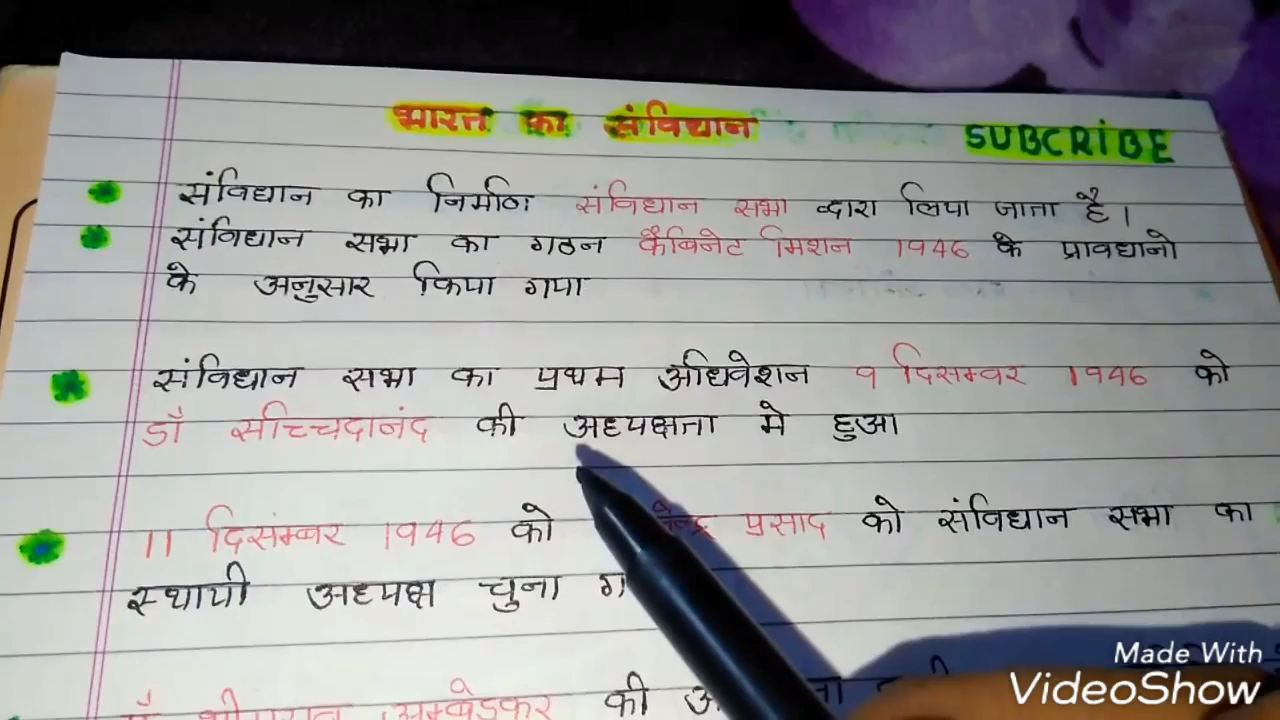 भारत का संविधान
SUBCRIBE
संविधान का निर्माण संविधान सभा द्वारा लिया जाता है।
संविधान सभा का गठन कैबिनेट मिशन 1946 के प्रावधानो
के अनुसार किया गया
संविधान सभा का प्रथम अधिवेशन 9 दिसम्बर 1946 को
डॉ सच्चिदानंद की अध्यक्षता मे हुआ
11 दिसंम्बर 1946 को प्रसाद को संविधान सभा का
स्थायी अध्यक्ष चुना
अम्बेडकर की
Made With
VideoShow